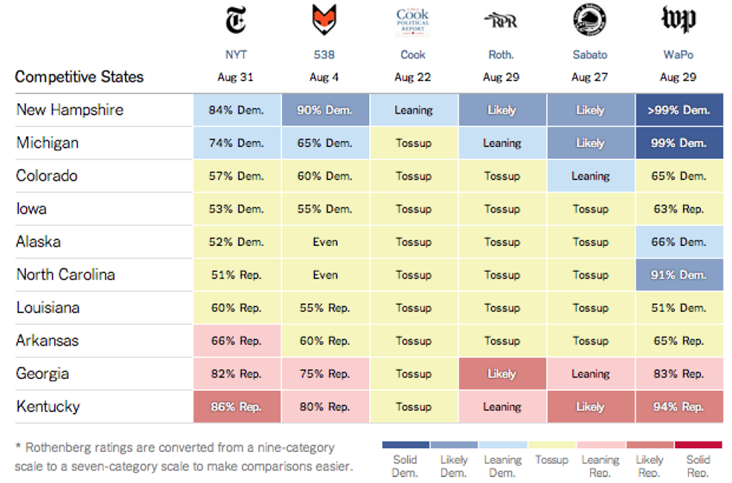 T Cook POLITICAL REPORT RPR wp
NYT 538 Cook Roth. Sabato WaPo
Competitive States Aug 31 Aug 4 Aug 22 Aug 29 Aug 27 Aug 29
New Hampshire 84% Dem. 90% Dem. Leaning Likely Likely >99% Dem.
Michigan 74% Dem. 65% Dem. Tossup Leaning Likely 99% Dem.
Colorado 57% Dem. 60% Dem. Tossup Tossup Leaning 65% Dem.
Iowa 53% Dem. 55% Dem. Tossup Tossup Tossup 63% Rep.
Alaska 52% Dem. Even Tossup Tossup Tossup 66% Dem.
North Carolina 51% Rep. Even Tossup Tossup Tossup 91% Dem.
Louisiana 60% Rep. 55% Rep. Tossup Tossup Tossup 51% Dem.
Arkansas 66% Rep. 60% Rep. Tossup Tossup Tossup 65% Rep.
Georgia 82% Rep. 75% Rep. Tossup Likely Leaning 83% Rep.
Kentucky 86% Rep. 80% Rep. Tossup Leaning Likely 94% Rep.
* Rothenberg ratings are converted from a nine-category
scale to a seven-category scale to make comparisons easier.
Solid Likely Leaning Tossup Leaning Likely Solid
Dem. Dem. Dem. Rep. Rep. Rep.